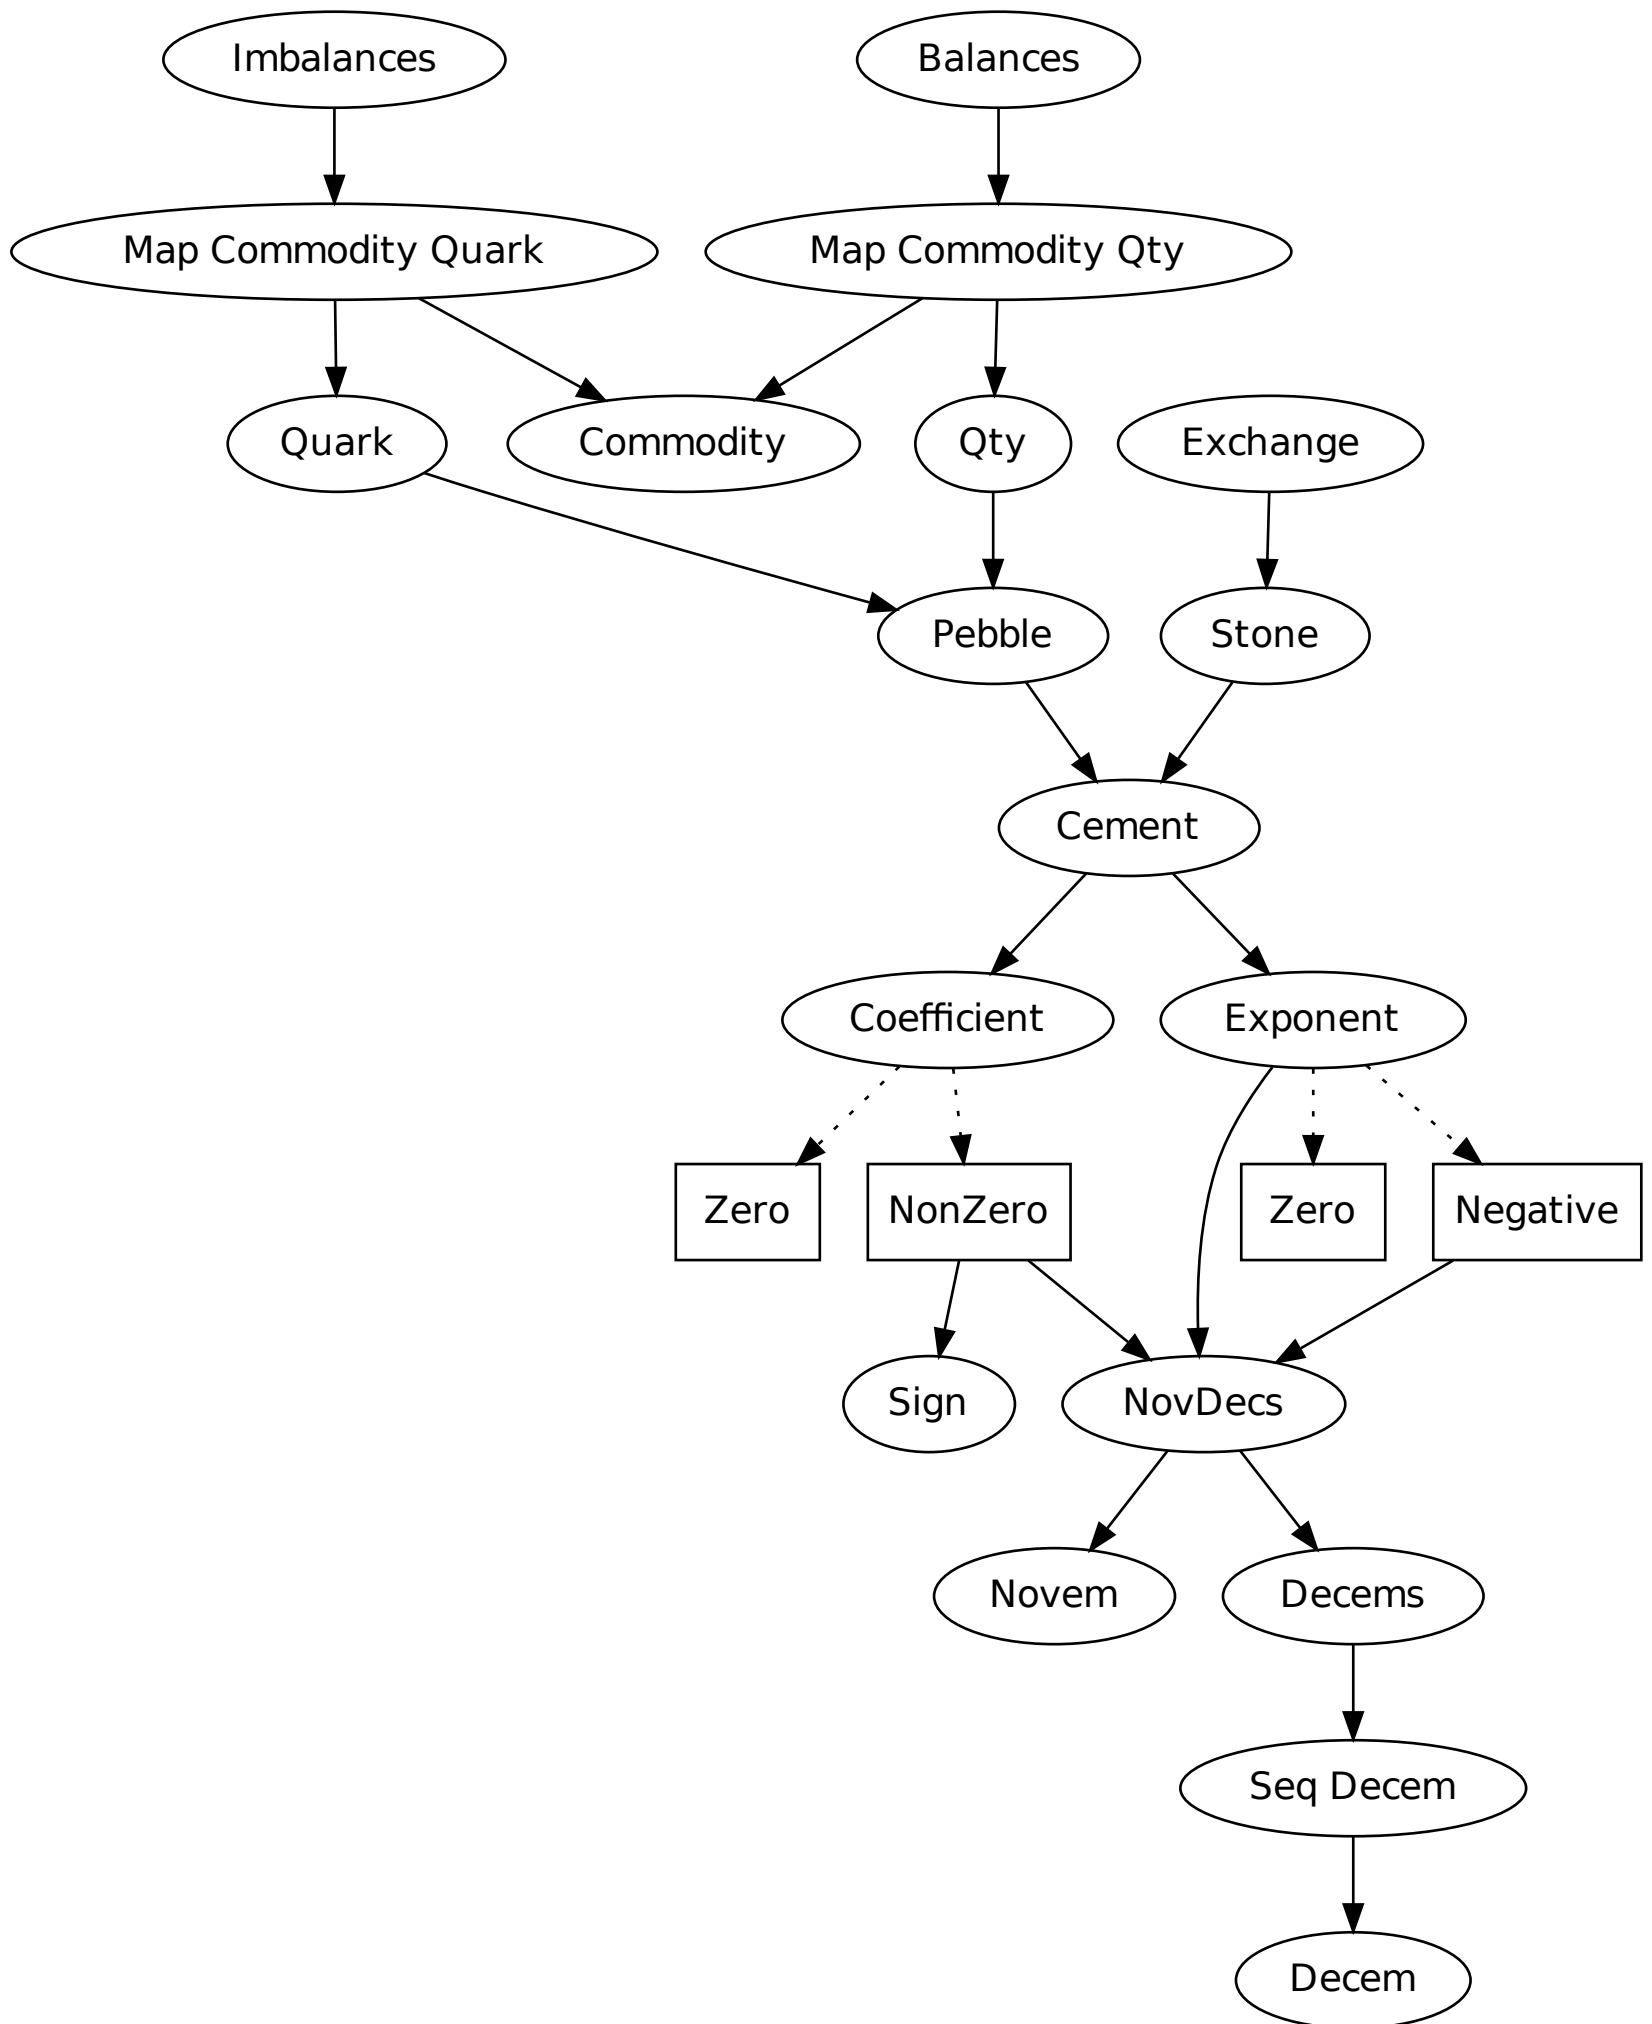 Imbalances
Balances
Map Commodity Quark
Map Commodity Qty
Quark
Commodity
Qty
Exchange
Pebble
Stone
Cement
Coefficient
Exponent
Zero
NonZero
Zero
Negative
Sign
NovDecs
Novem
Decems
Seq Decem
Decem